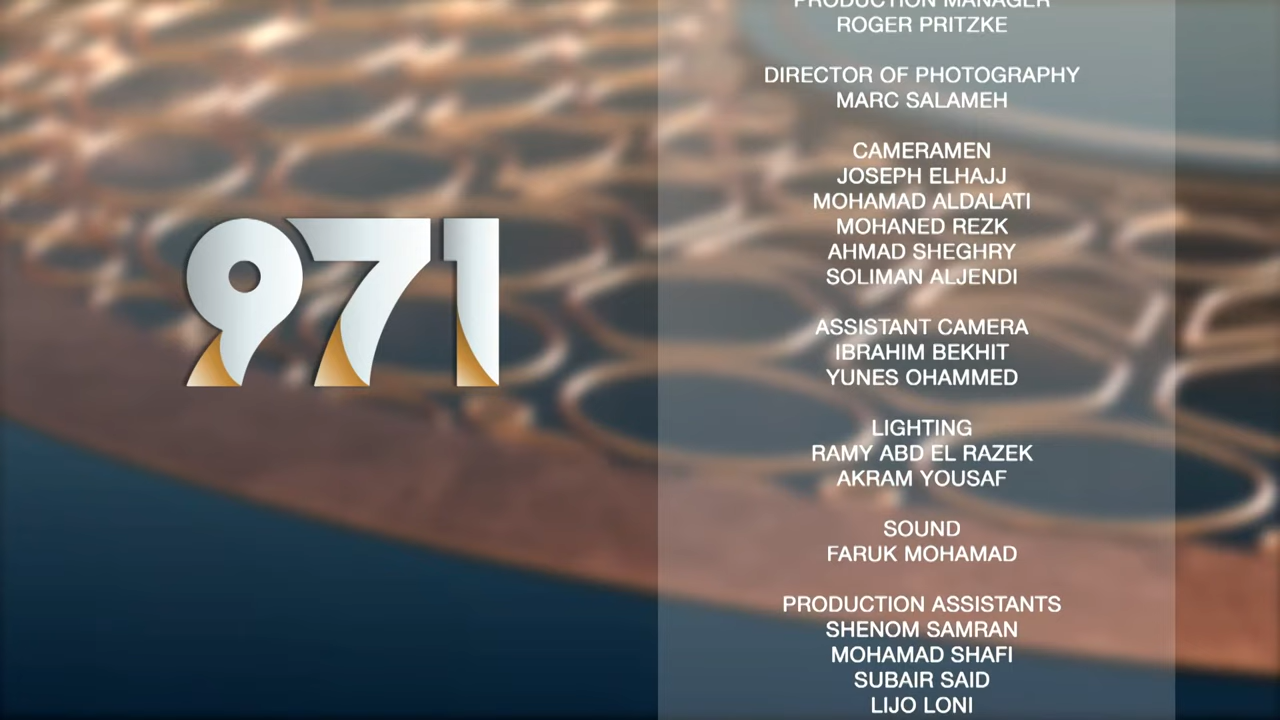 971
PRODUCTION MANAGER
ROGER PRITZKE
DIRECTOR OF PHOTOGRAPHY
MARC SALAMEH
CAMERAMEN
JOSEPH ELHAJJ
MOHAMAD ALDALATI
MOHANED REZK
AHMAD SHEGHRY
SOLIMAN ALJENDI
ASSISTANT CAMERA
IBRAHIM BEKHIT
YUNES OHAMMED
LIGHTING
RAMY ABD EL RAZEK
AKRAM YOUSAF
SOUND
FARUK MOHAMAD
PRODUCTION ASSISTANTS
SHENOM SAMRAN
MOHAMAD SHAFI
SUBAIR SAID
LIJO LONI